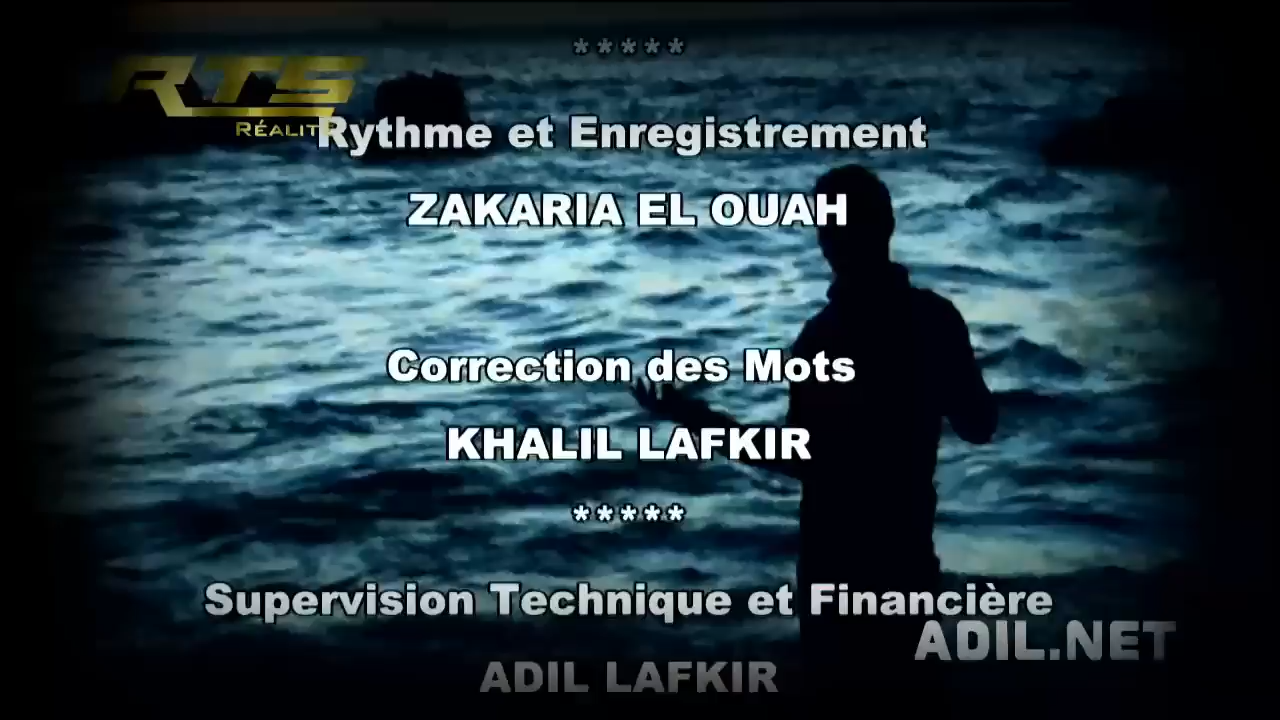 *****
RTS
RÉALIT
Rythme et Enregistrement
ZAKARIA EL OUAH
Correction des Mots
KHALIL LAFKIR
*****
Supervision Technique et Financière
ADIL.NET
ADIL LAFKIR